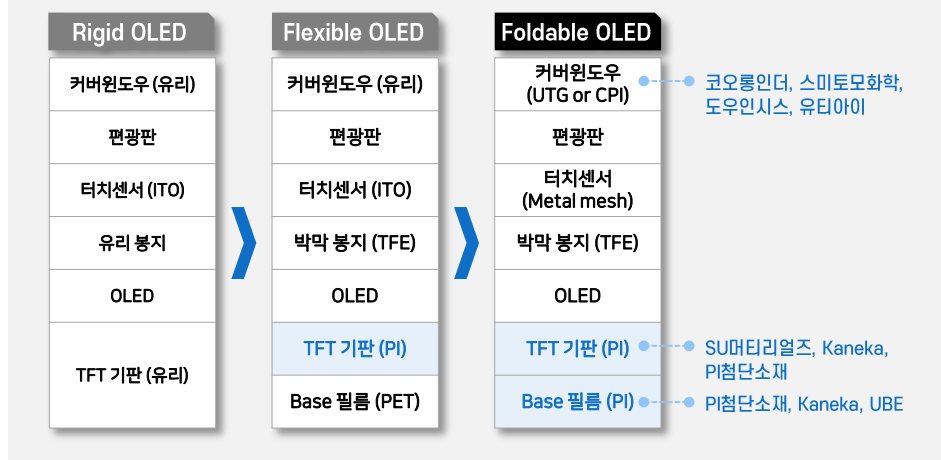 Rigid OLED
커버윈도우 (유리)
편광판
터치센서 (ITO)
유리 봉지
OLED
TFT 기판 (유리)
Flexible OLED
커버윈도우 (유리)
편광판
터치센서 (ITO)
박막 봉지 (TFE)
OLED
TFT 기판 (PI)
Base 필름 (PET)
Foldable OLED
커버윈도우
(UTG or CPI)
편광판
터치센서
(Metal mesh)
박막 봉지 (TFE)
OLED
TFT 기판 (PI)
Base 필름 (PI)
코오롱인더, 스미토모화학,
도우인시스, 유티아이
SU머티리얼즈, Kaneka,
PI첨단소재
PI첨단소재, Kaneka, UBE